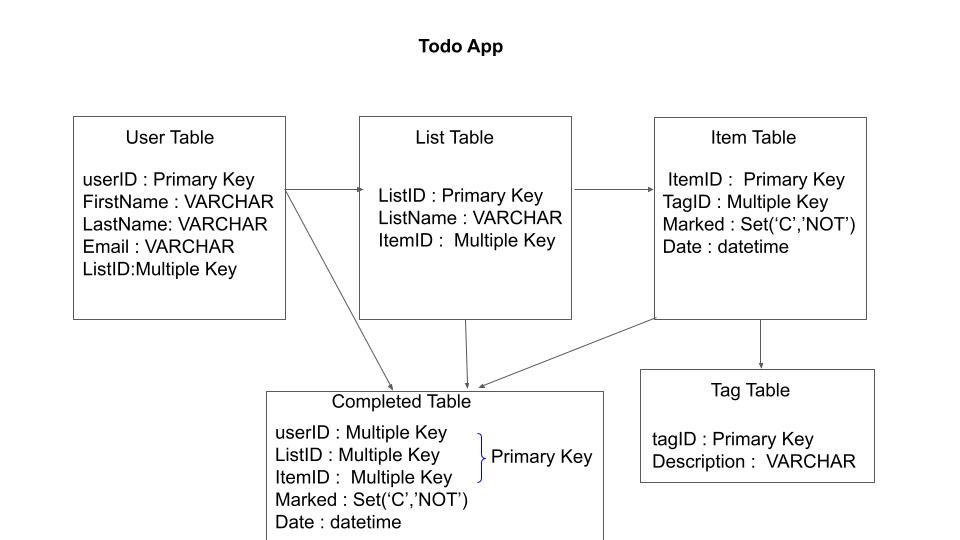 Todo App
User Table
userID : Primary Key
FirstName : VARCHAR
LastName: VARCHAR
Email : VARCHAR
ListID:Multiple Key
List Table
ListID : Primary Key
ListName : VARCHAR
ItemID :  Multiple Key
Item Table
ItemID :  Primary Key
TagID : Multiple Key
Marked : Set(‘C’,’NOT’)
Date : datetime
Completed Table
userID : Multiple Key
ListID : Multiple Key
ItemID :  Multiple Key
Marked : Set(‘C’,’NOT’)
Date : datetime
Primary Key
Tag Table
tagID : Primary Key
Description :  VARCHAR